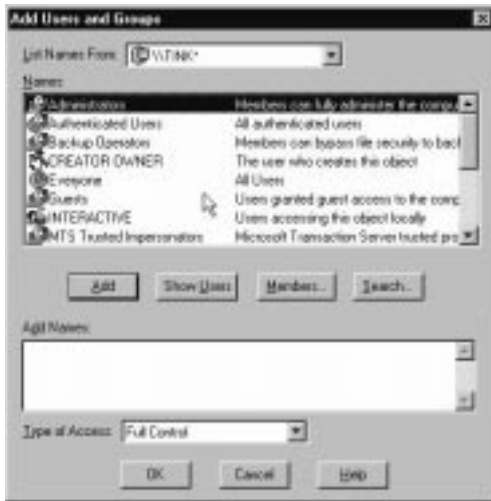 Add Users and Groups
List Names From: \\TINK*
Names:
Administrators Members can fully administer the compu
Authenticated Users All authenticated users
Backup Operators Members can bypass file security to bac
CREATOR OWNER The user who creates this object
Everyone All Users
Guests Users granted guest access to the comp
INTERACTIVE Users accessing this object locally
MTS Trusted Impersonators Microsoft Transaction Server trusted pro
Add Show Users Members... Search...
Add Names:
Type of Access: Full Control
OK Cancel Help